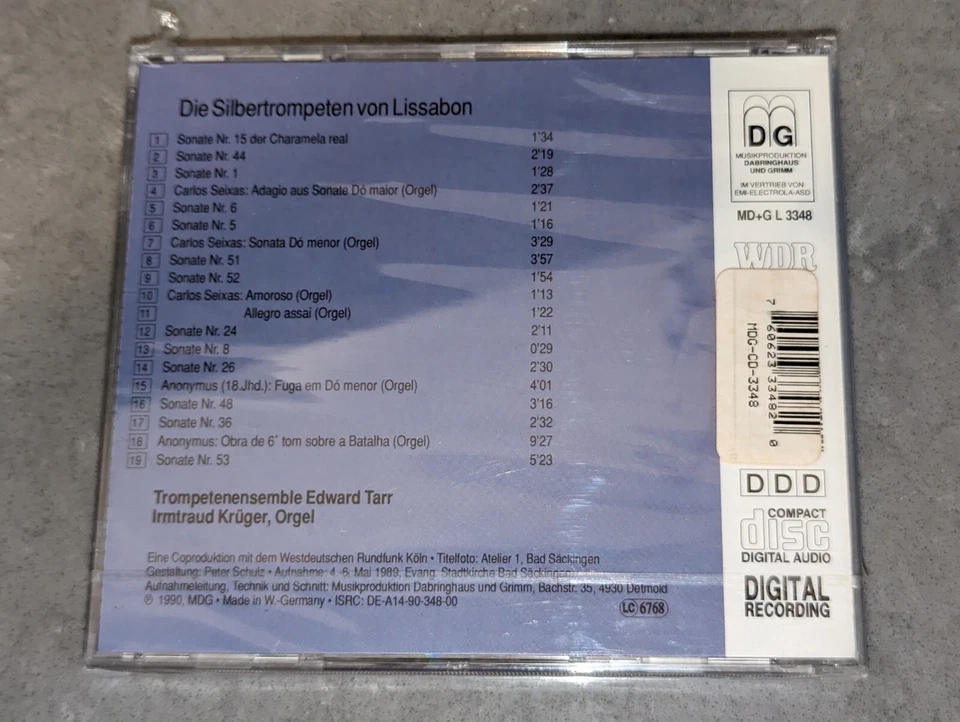 Die Silbertrompeten von Lissabon
1 Sonate Nr. 15 der Charamela real 1'34
2 Sonate Nr. 44 2'19
3 Sonate Nr. 1 1'28
4 Carlos Seixas: Adagio aus Sonate Dó maior (Orgel) 2'37
5 Sonate Nr. 6 1'21
6 Sonate Nr. 5 1'16
7 Carlos Seixas: Sonata Dó menor (Orgel) 3'29
8 Sonate Nr. 51 3'57
9 Sonate Nr. 52 1'54
10 Carlos Seixas: Amoroso (Orgel) 1'13
11 Allegro assai (Orgel) 1'22
12 Sonate Nr. 24 2'11
13 Sonate Nr. 8 0'29
14 Sonate Nr. 26 2'30
15 Anonymus (18.Jhd.): Fuga em Dó menor (Orgel) 4'01
16 Sonate Nr. 48 3'16
17 Sonate Nr. 36 2'32
18 Anonymus: Obra de 6° tom sobre a Batalha (Orgel) 9'27
19 Sonate Nr. 53 5'23
Trompetenensemble Edward Tarr
Irmtraud Krüger, Orgel
Eine Coproduktion mit dem Westdeutschen Rundfunk Köln • Titelfoto: Atelier 1, Bad Säckingen
Gestaltung: Peter Schulz • Aufnahme: 4.-6. Mai 1989, Evang. Stadtkirche Bad Säckingen
Aufnahmeleitung, Technik und Schnitt: Musikproduktion Dabringhaus und Grimm, Bachstr. 35, 4930 Detmold
℗ 1990, MDG • Made in W.-Germany • ISRC: DE-A14-90-348-00
LC 6768
DG
MUSIKPRODUKTION
DABRINGHAUS
UND GRIMM
IM VERTRIEB VON
EMI-ELECTROLA-ASD
MD+G L 3348
WDR
7 60623 33482 0
MDG-CD-3348
DDD
COMPACT
disc
DIGITAL AUDIO
DIGITAL
RECORDING